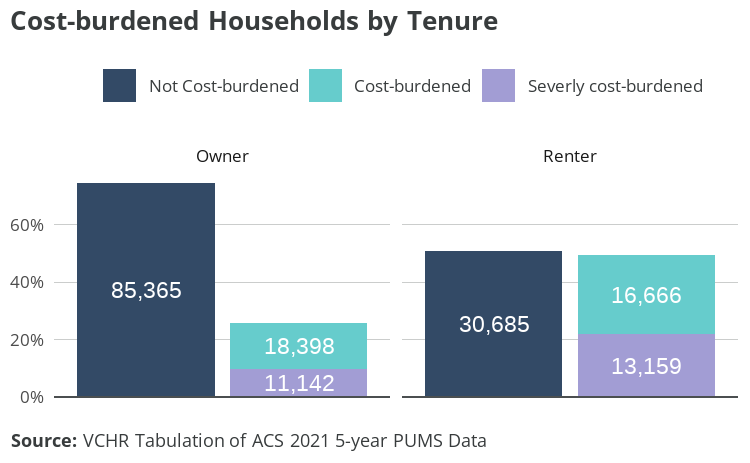 Cost-burdened Households by Tenure
Not Cost-burdened Cost-burdened Severly cost-burdened
Owner Renter
60%
40%
20%
0%
85,365
18,398
11,142
30,685
16,666
13,159
Source: VCHR Tabulation of ACS 2021 5-year PUMS Data